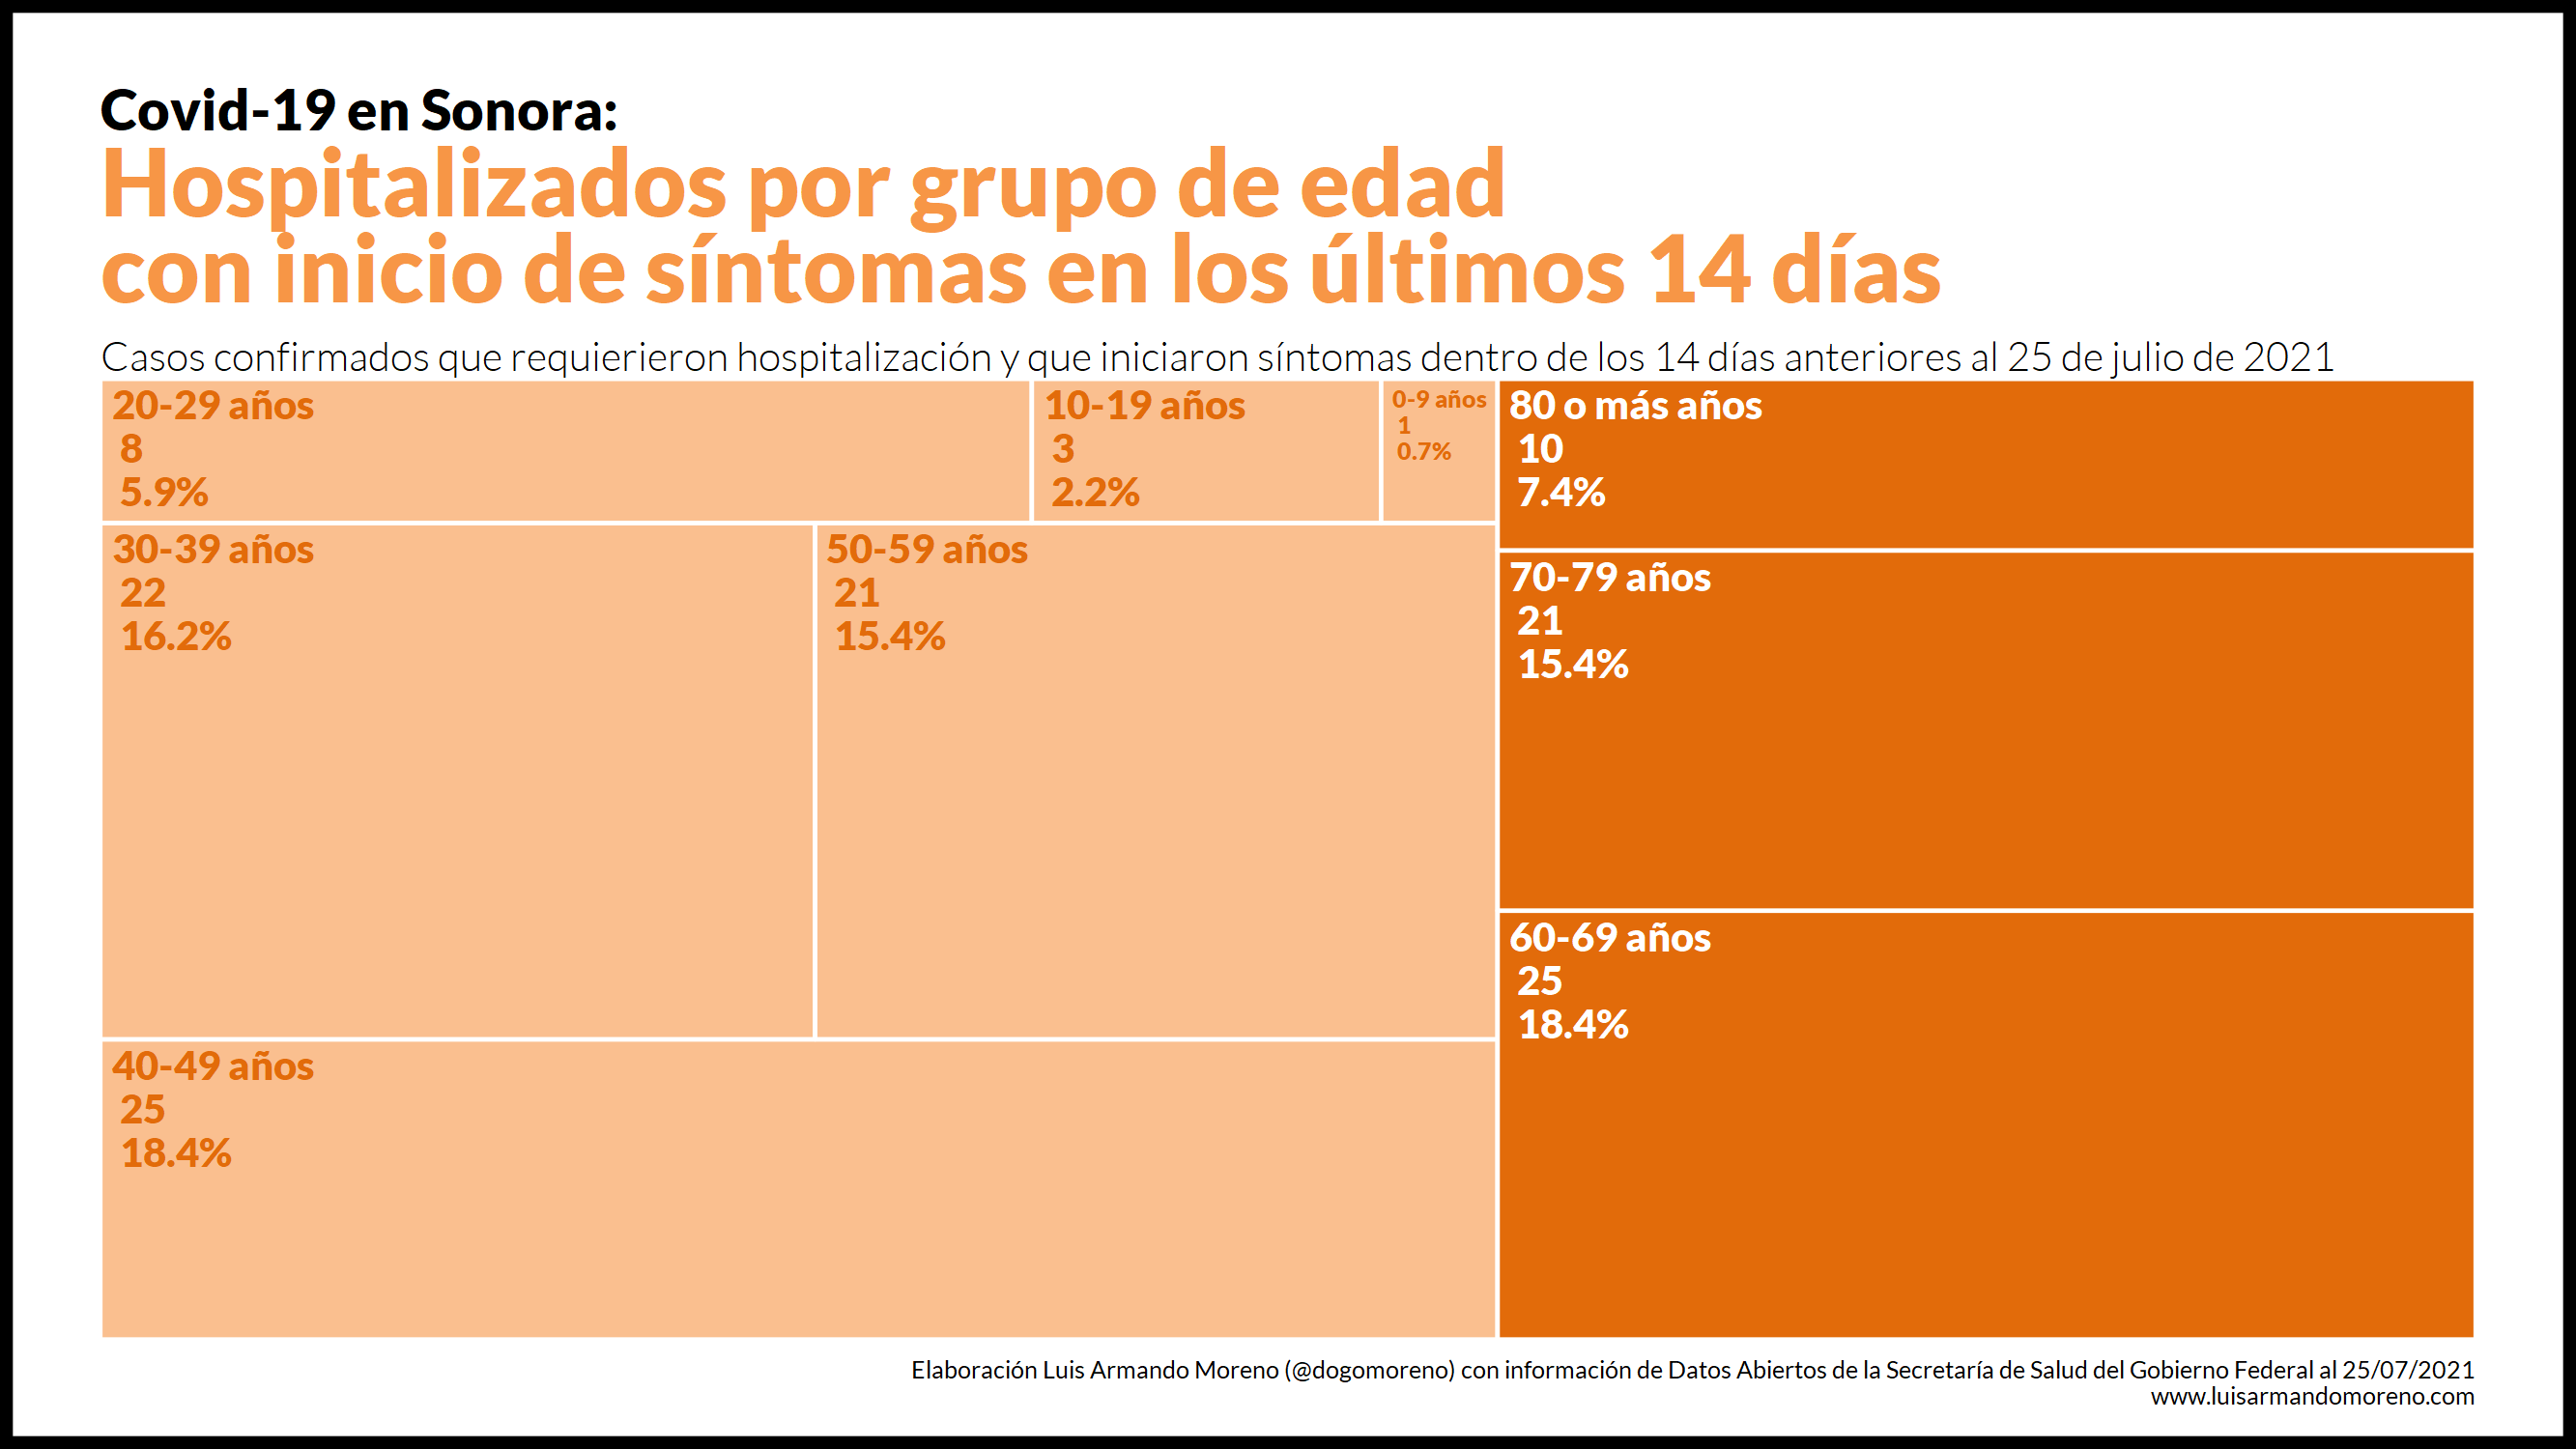 Covid-19 en Sonora:
Hospitalizados por grupo de edad
con inicio de síntomas en los últimos 14 días
Casos confirmados que requierieron hospitalización y que iniciaron síntomas dentro de los 14 días anteriores al 25 de julio de 2021
20-29 años
8
5.9%
10-19 años
3
2.2%
0-9 años
1
0.7%
80 o más años
10
7.4%
30-39 años
22
16.2%
50-59 años
21
15.4%
70-79 años
21
15.4%
60-69 años
25
18.4%
40-49 años
25
18.4%
Elaboración Luis Armando Moreno (@dogomoreno) con información de Datos Abiertos de la Secretaría de Salud del Gobierno Federal al 25/07/2021
www.luisarmandomoreno.com